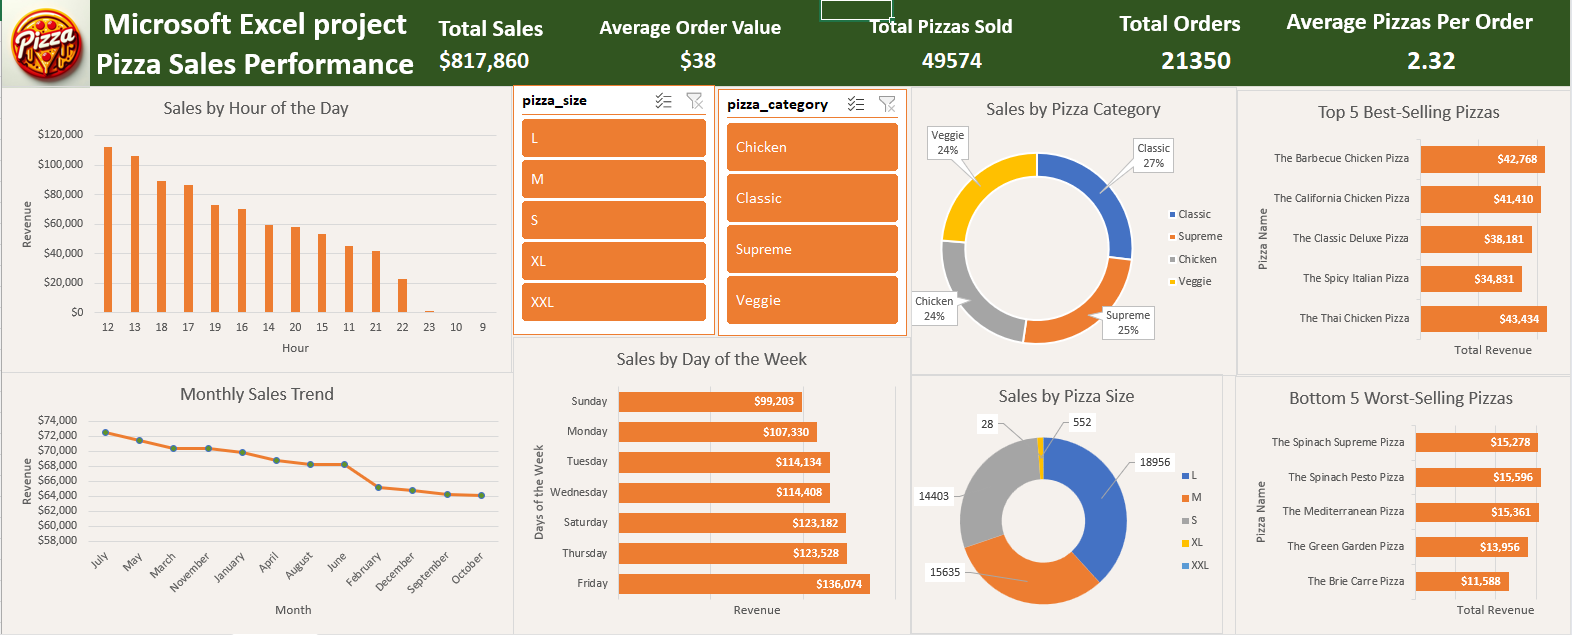 Pizza
Microsoft Excel project
Pizza Sales Performance
Total Sales
$817,860
Average Order Value
$38
Total Pizzas Sold
49574
Total Orders
21350
Average Pizzas Per Order
2.32
Sales by Hour of the Day
$120,000
$100,000
$80,000
$60,000
$40,000
$20,000
$0
Revenue
12 13 18 17 19 16 14 20 15 11 21 22 23 10 9
Hour
pizza_size
L
M
S
XL
XXL
pizza_category
Chicken
Classic
Supreme
Veggie
Sales by Pizza Category
Veggie
24%
Classic
27%
Chicken
24%
Supreme
25%
Classic
Supreme
Chicken
Veggie
Top 5 Best-Selling Pizzas
Pizza Name
The Barbecue Chicken Pizza $42,768
The California Chicken Pizza $41,410
The Classic Deluxe Pizza $38,181
The Spicy Italian Pizza $34,831
The Thai Chicken Pizza $43,434
Total Revenue
Monthly Sales Trend
$74,000
$72,000
$70,000
$68,000
$66,000
$64,000
$62,000
$60,000
$58,000
Revenue
July May March November January April August June February December September October
Month
Sales by Day of the Week
Days of the Week
Sunday $99,203
Monday $107,330
Tuesday $114,134
Wednesday $114,408
Saturday $123,182
Thursday $123,528
Friday $136,074
Revenue
Sales by Pizza Size
28
552
18956
14403
15635
L
M
S
XL
XXL
Bottom 5 Worst-Selling Pizzas
Pizza Name
The Spinach Supreme Pizza $15,278
The Spinach Pesto Pizza $15,596
The Mediterranean Pizza $15,361
The Green Garden Pizza $13,956
The Brie Carre Pizza $11,588
Total Revenue